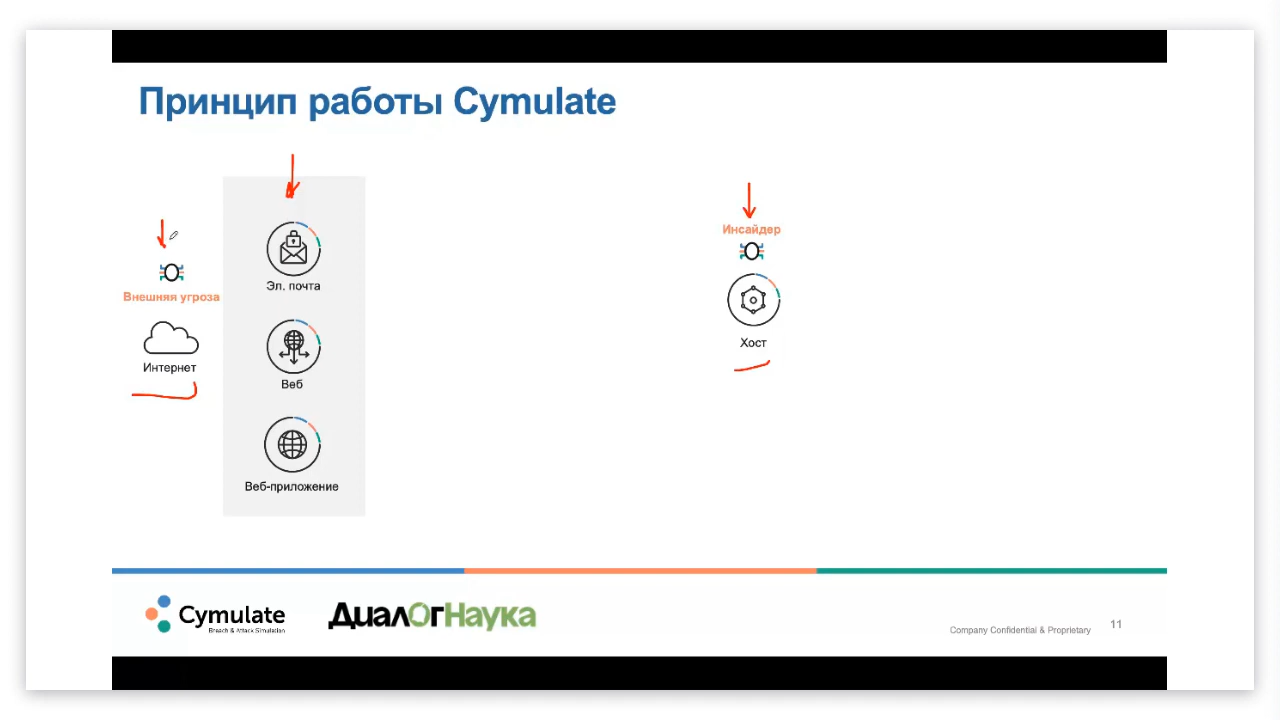 Принцип работы Cymulate
Внешняя угроза
Интернет
Эл. почта
Веб
Веб-приложение
Инсайдер
Хост
Cymulate
Breach & Attack Simulation
ДиалОгНаука
Company Confidential & Proprietary
11